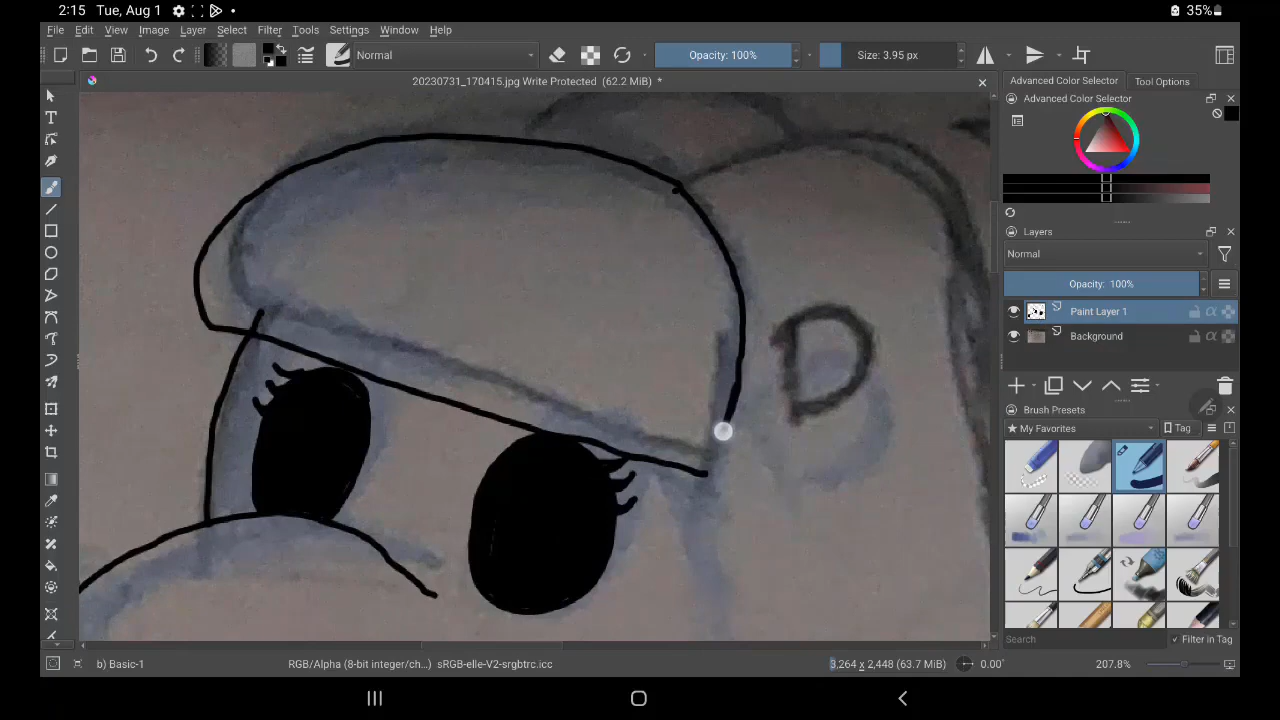 2:15 Tue, Aug 1
35%
File Edit View Image Layer Select Filter Tools Settings Window Help
Normal
Opacity: 100%
Size: 3.95 px
20230731_170415.jpg Write Protected (62.2 MiB) *
Advanced Color Selector
Tool Options
Advanced Color Selector
Layers
Normal
Opacity: 100%
Paint Layer 1
Background
Brush Presets
My Favorites
Tag
Search
Filter in Tag
D
b) Basic-1
RGB/Alpha (8-bit integer/ch...) sRGB-elle-V2-srgbtrc.icc
3,264 x 2,448 (63.7 MiB)
0.00°
207.8%